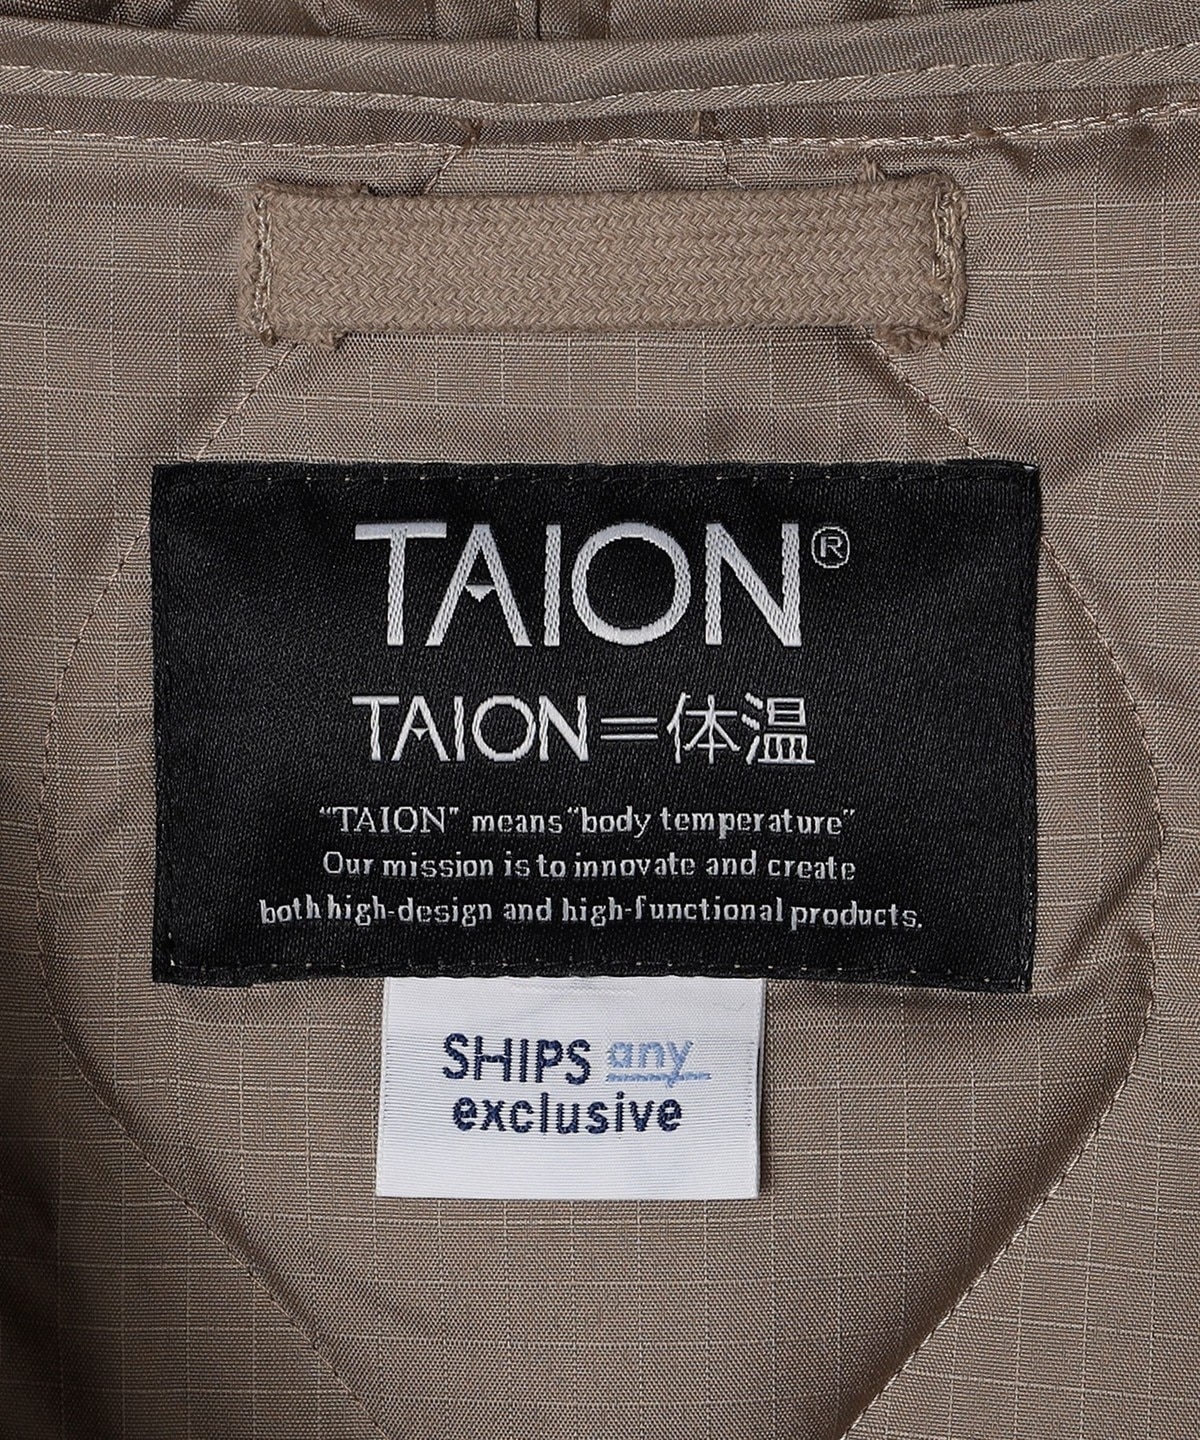 TAION®
TAION=体温
"TAION" means "body temperature"
Our mission is to innovate and create
both high-design and high-functional products.
SHIPS any
exclusive